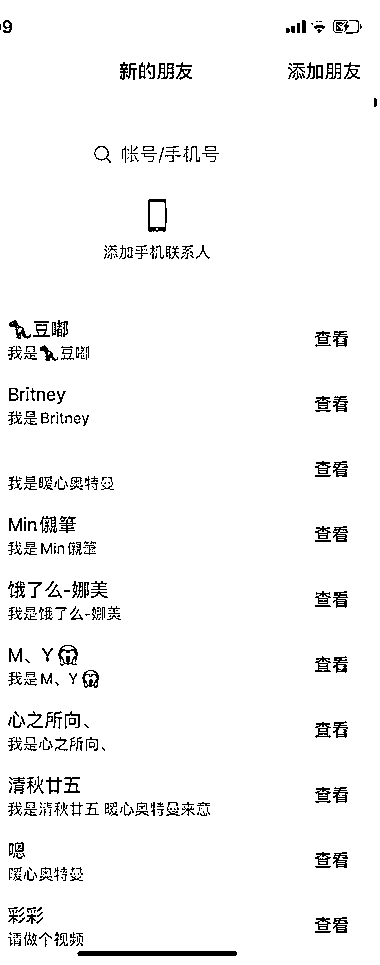 9
新的朋友
添加朋友
帐号/手机号
添加手机联系人
🦖豆嘟
我是🦖豆嘟
查看
Britney
我是Britney
查看
我是暖心奥特曼
查看
Min儭筆
我是Min儭筆
查看
饿了么-娜美
我是饿了么-娜美
查看
M、Y😱
我是M、Y😱
查看
心之所向、
我是心之所向、
查看
清秋廿五
我是清秋廿五 暖心奥特曼来意
查看
嗯
暖心奥特曼
查看
彩彩
请做个视频
查看